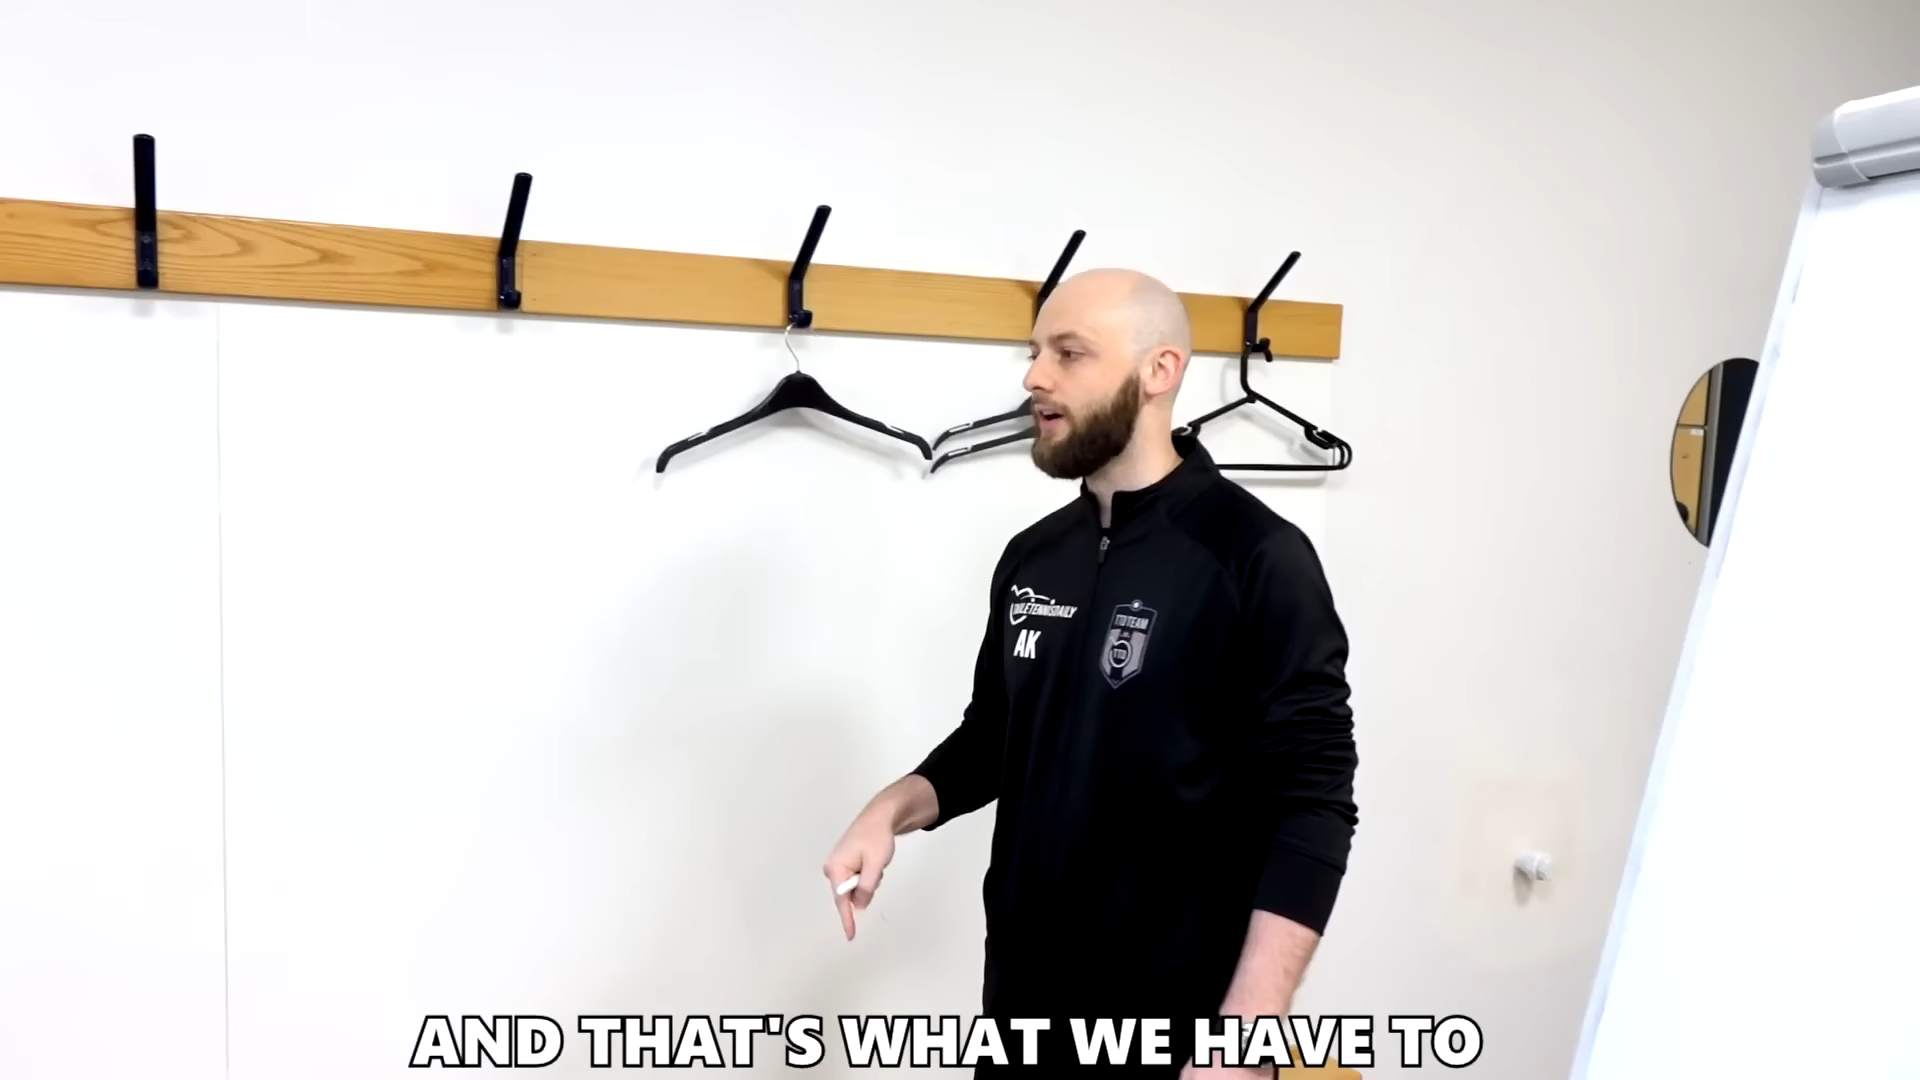 TABLETENNISDAILY
AK
TTD TEAM
TTD
AND THAT'S WHAT WE HAVE TO